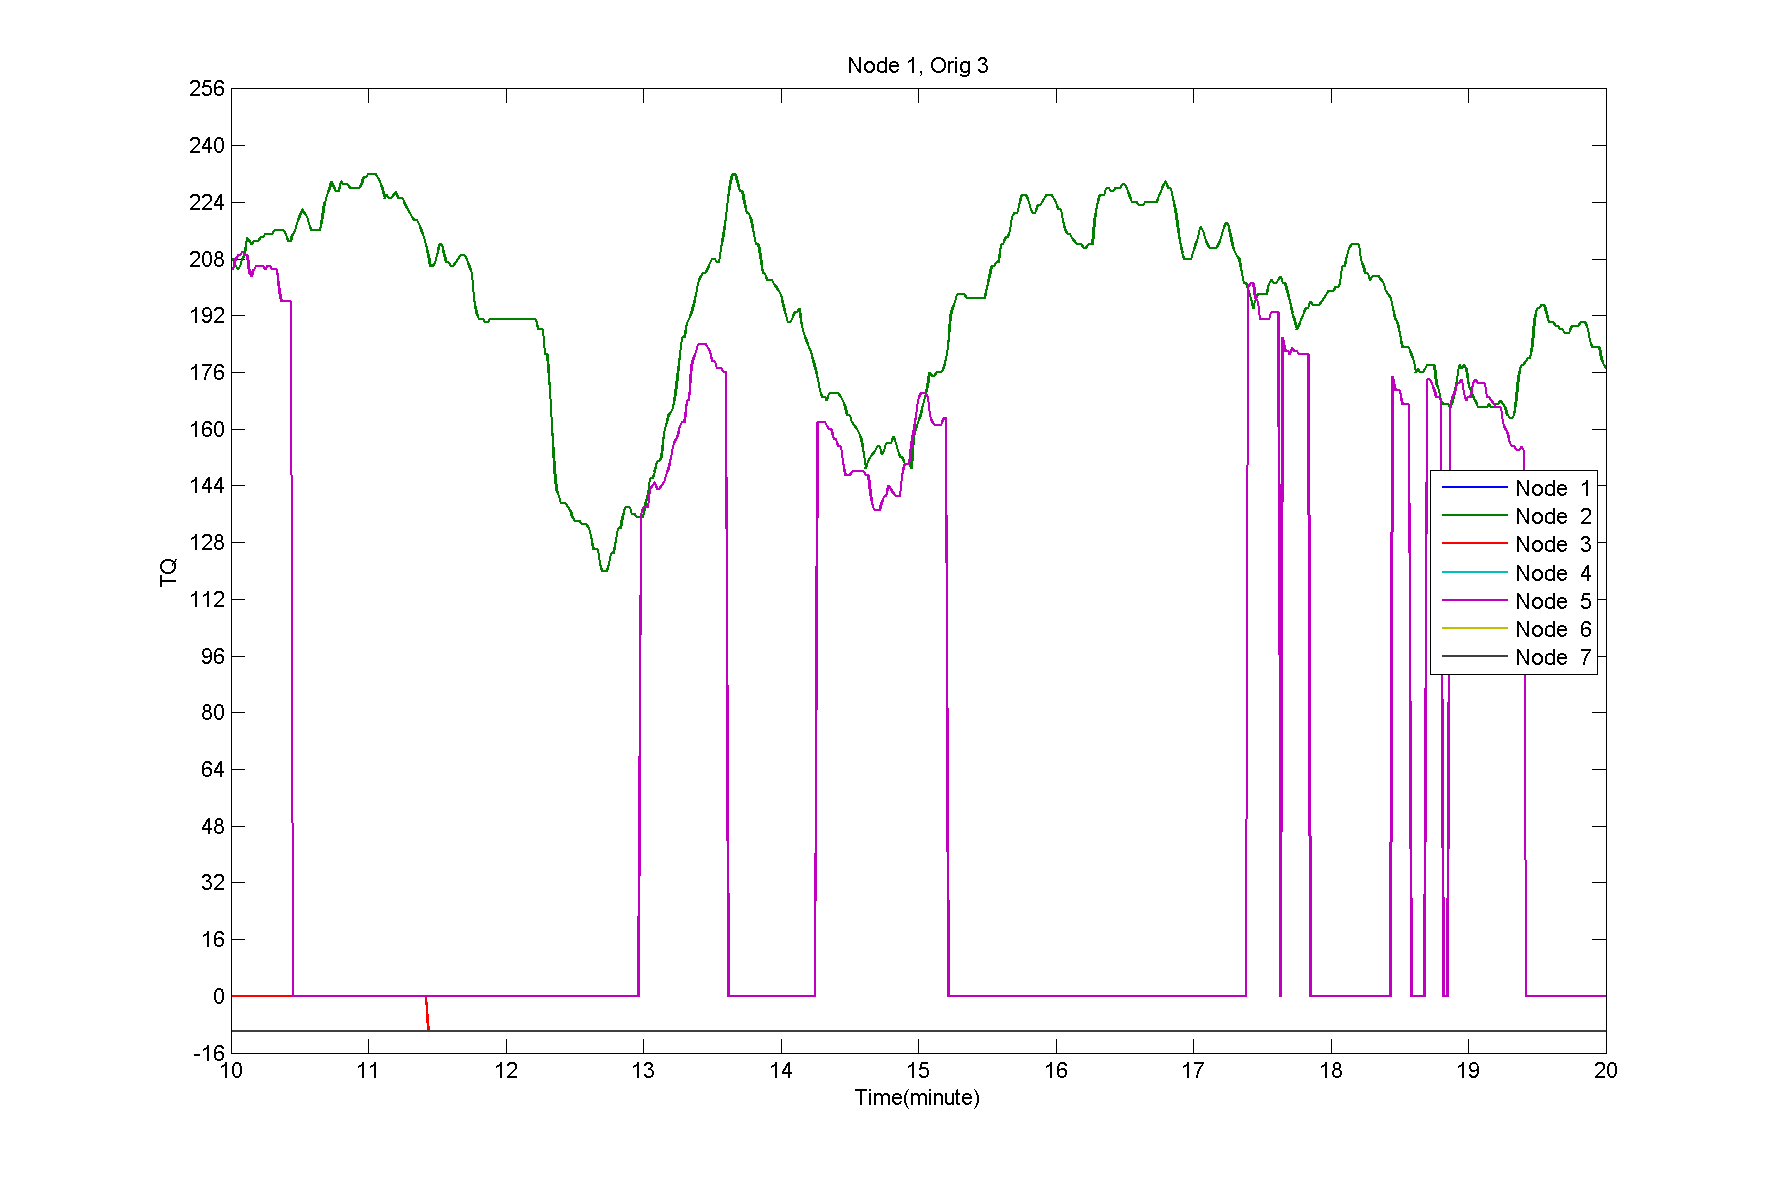 Node 1, Orig 3
256
240
224
208
192
176
160
144
128
112
96
80
64
48
32
16
0
-16
TQ
Node 1
Node 2
Node 3
Node 4
Node 5
Node 6
Node 7
10 11 12 13 14 15 16 17 18 19 20
Time(minute)